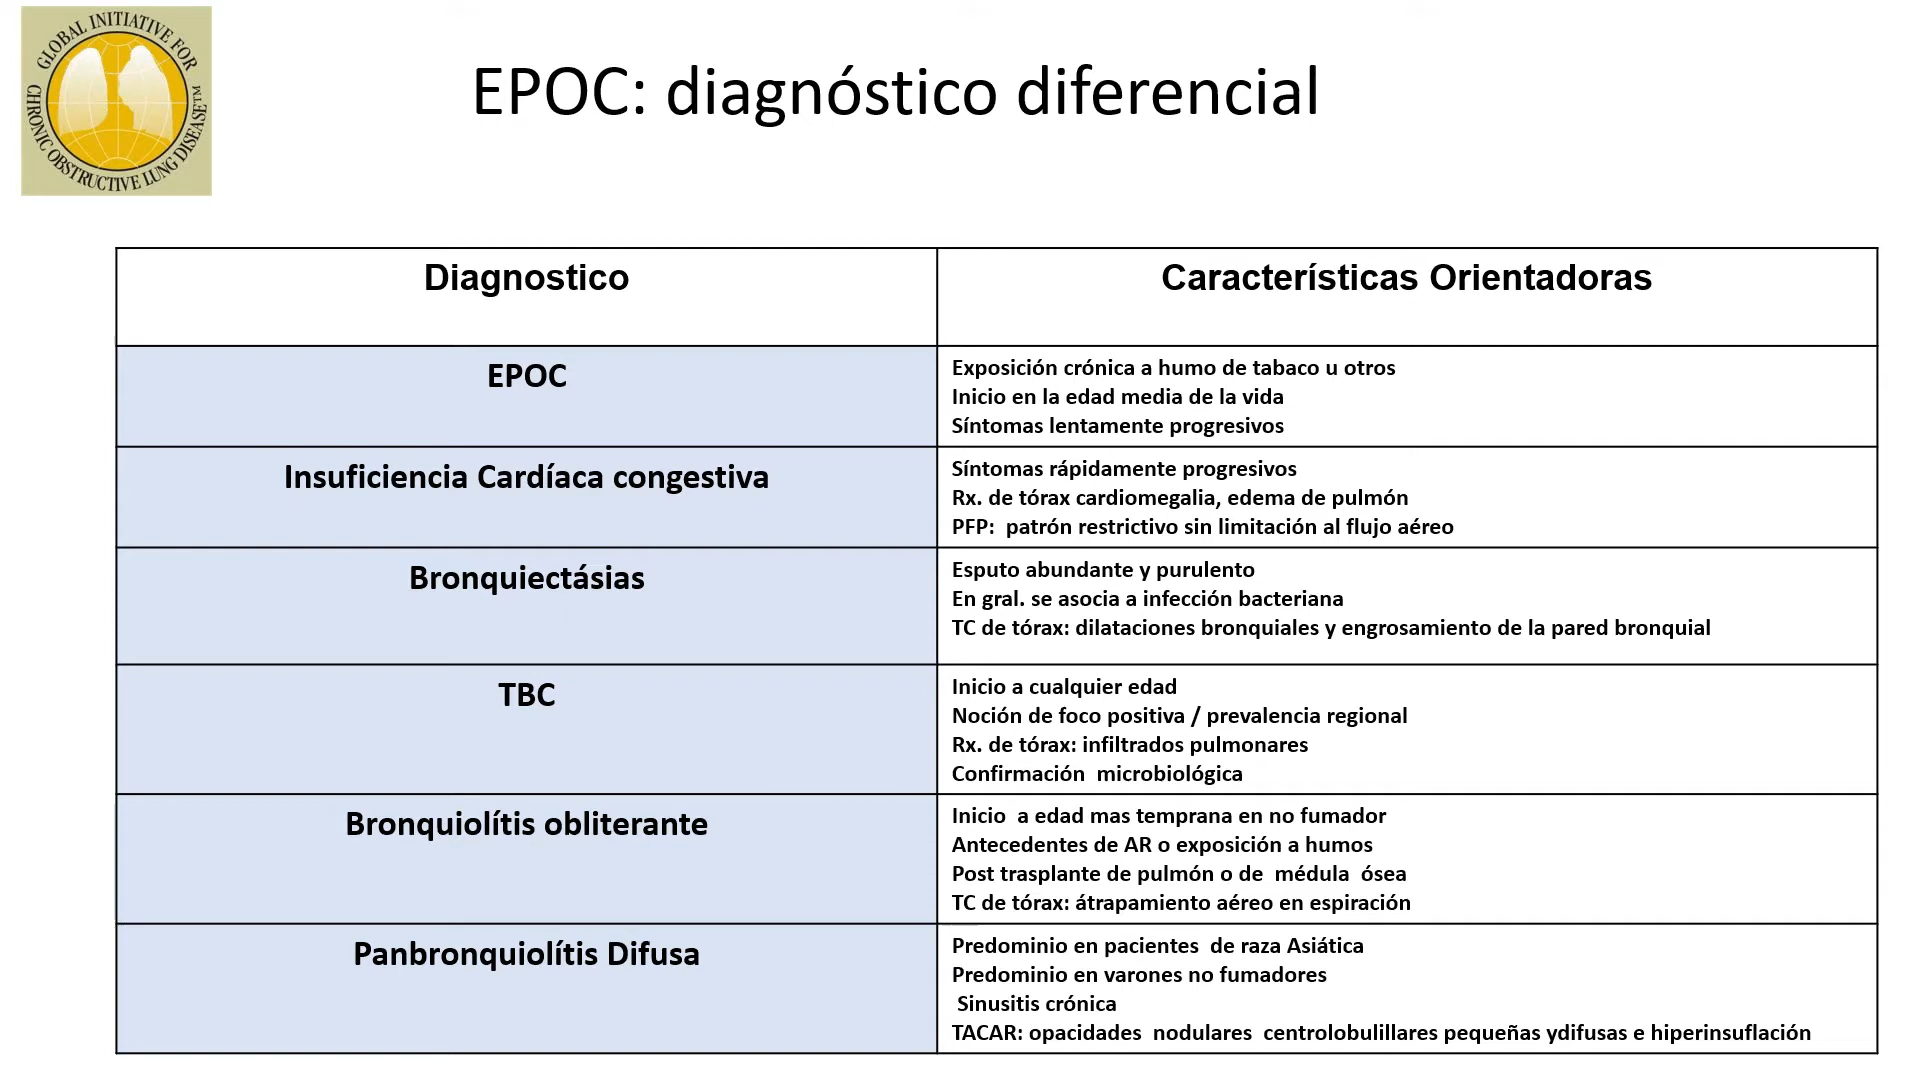 GLOBAL INITIATIVE FOR
CHRONIC OBSTRUCTIVE LUNG DISEASE™
EPOC: diagnóstico diferencial
Diagnostico
Características Orientadoras
EPOC
Exposición crónica a humo de tabaco u otros
Inicio en la edad media de la vida
Síntomas lentamente progresivos
Insuficiencia Cardíaca congestiva
Síntomas rápidamente progresivos
Rx. de tórax cardiomegalia, edema de pulmón
PFP:  patrón restrictivo sin limitación al flujo aéreo
Bronquiectásias
Esputo abundante y purulento
En gral. se asocia a infección bacteriana
TC de tórax: dilataciones bronquiales y engrosamiento de la pared bronquial
TBC
Inicio a cualquier edad
Noción de foco positiva / prevalencia regional
Rx. de tórax: infiltrados pulmonares
Confirmación  microbiológica
Bronquiolítis obliterante
Inicio  a edad mas temprana en no fumador
Antecedentes de AR o exposición a humos
Post trasplante de pulmón o de  médula  ósea
TC de tórax: átrapamiento aéreo en espiración
Panbronquiolítis Difusa
Predominio en pacientes  de raza Asiática
Predominio en varones no fumadores
Sinusitis crónica
TACAR: opacidades  nodulares  centrolobulillares pequeñas ydifusas e hiperinsuflación